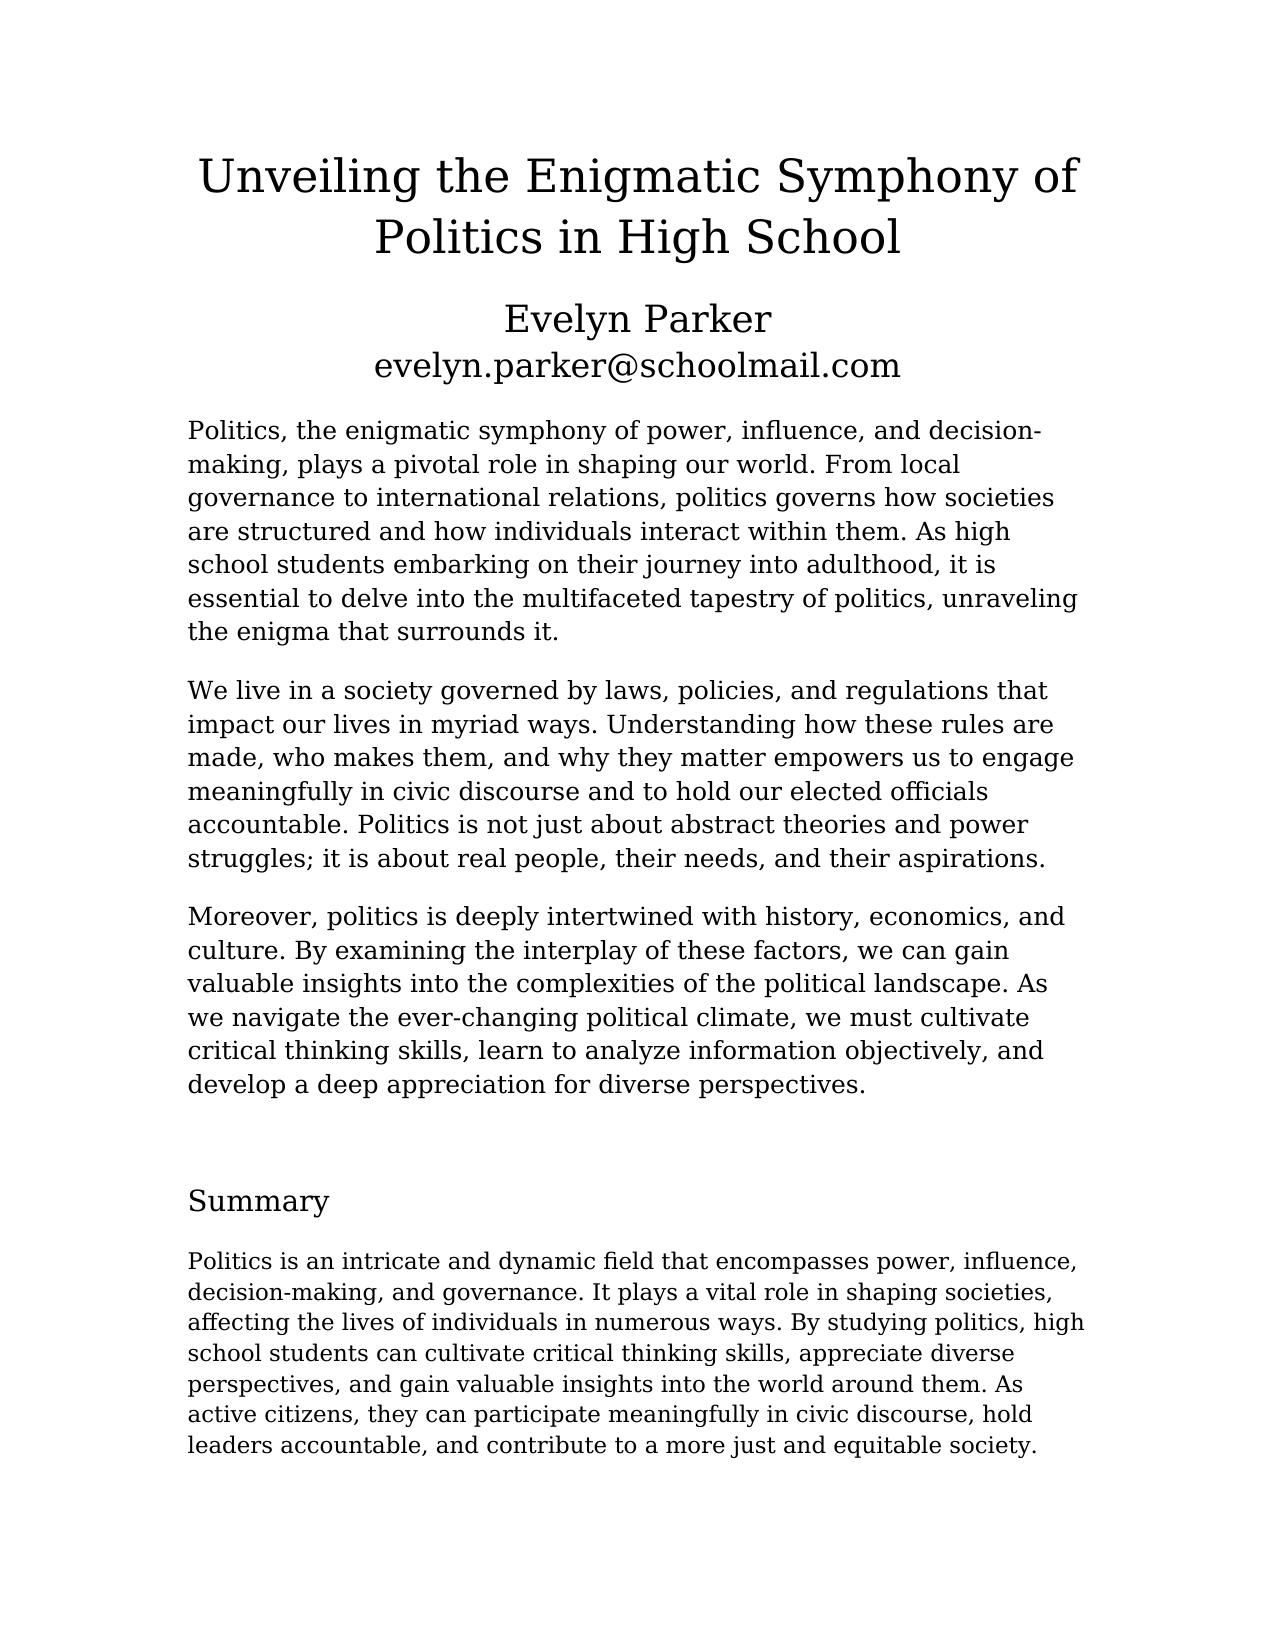 Unveiling the Enigmatic Symphony of
Politics in High School
Evelyn Parker
evelyn.parker@schoolmail.com
Politics, the enigmatic symphony of power, influence, and decision-
making, plays a pivotal role in shaping our world. From local
governance to international relations, politics governs how societies
are structured and how individuals interact within them. As high
school students embarking on their journey into adulthood, it is
essential to delve into the multifaceted tapestry of politics, unraveling
the enigma that surrounds it.
We live in a society governed by laws, policies, and regulations that
impact our lives in myriad ways. Understanding how these rules are
made, who makes them, and why they matter empowers us to engage
meaningfully in civic discourse and to hold our elected officials
accountable. Politics is not just about abstract theories and power
struggles; it is about real people, their needs, and their aspirations.
Moreover, politics is deeply intertwined with history, economics, and
culture. By examining the interplay of these factors, we can gain
valuable insights into the complexities of the political landscape. As
we navigate the ever-changing political climate, we must cultivate
critical thinking skills, learn to analyze information objectively, and
develop a deep appreciation for diverse perspectives.
Summary
Politics is an intricate and dynamic field that encompasses power, influence,
decision-making, and governance. It plays a vital role in shaping societies,
affecting the lives of individuals in numerous ways. By studying politics, high
school students can cultivate critical thinking skills, appreciate diverse
perspectives, and gain valuable insights into the world around them. As
active citizens, they can participate meaningfully in civic discourse, hold
leaders accountable, and contribute to a more just and equitable society.